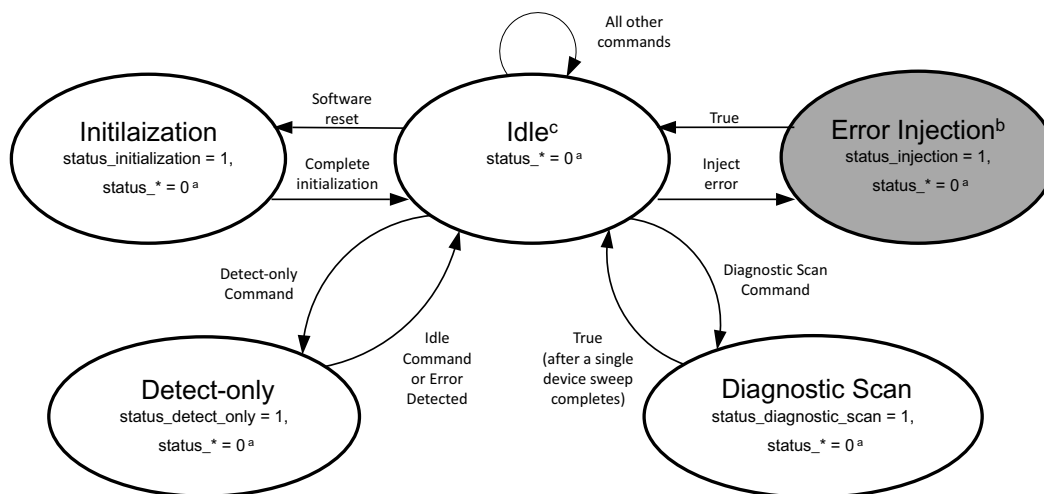 All other
commands
Software
reset
Initilaization
status_initialization = 1,
status_* = 0 a
Complete
initialization
Idle c
status_* = 0 a
True
Inject
error
Error Injection b
status_injection = 1,
status_* = 0 a
Detect-only
Command
Idle
Command
or Error
Detected
True
(after a single
device sweep
completes)
Diagnostic Scan
Command
Detect-only
status_detect_only = 1,
status_* = 0 a
Diagnostic Scan
status_diagnostic_scan = 1,
status_* = 0 a